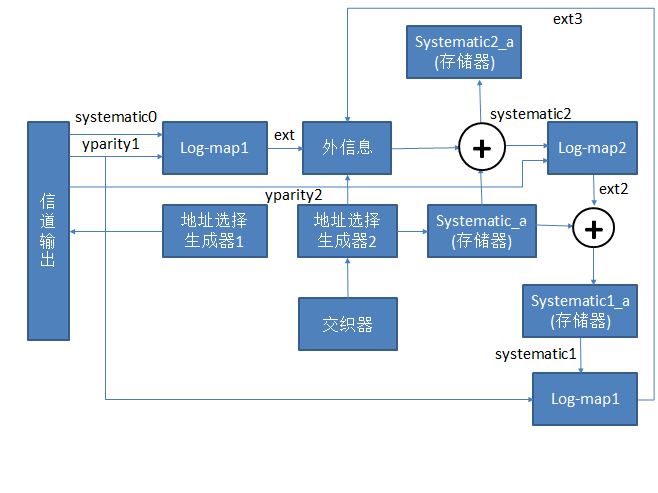 ext3
Systematic2_a
(存储器)
systematic0
systematic2
yparity1
Log-map1
ext
外信息
+
Log-map2
yparity2
ext2
信
道
输
出
地址选择
生成器1
地址选择
生成器2
Systematic_a
(存储器)
+
交织器
Systematic1_a
(存储器)
systematic1
Log-map1